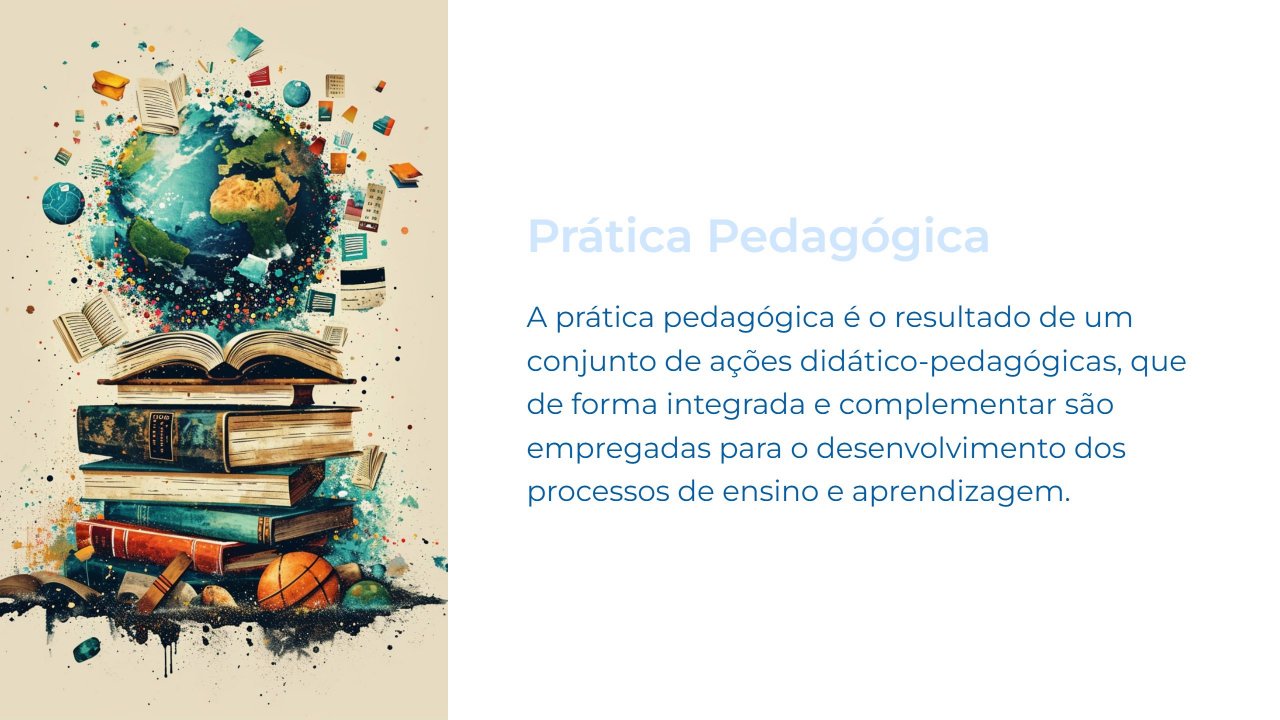 Prática Pedagógica
A prática pedagógica é o resultado de um
conjunto de ações didático-pedagógicas, que
de forma integrada e complementar são
empregadas para o desenvolvimento dos
processos de ensino e aprendizagem.